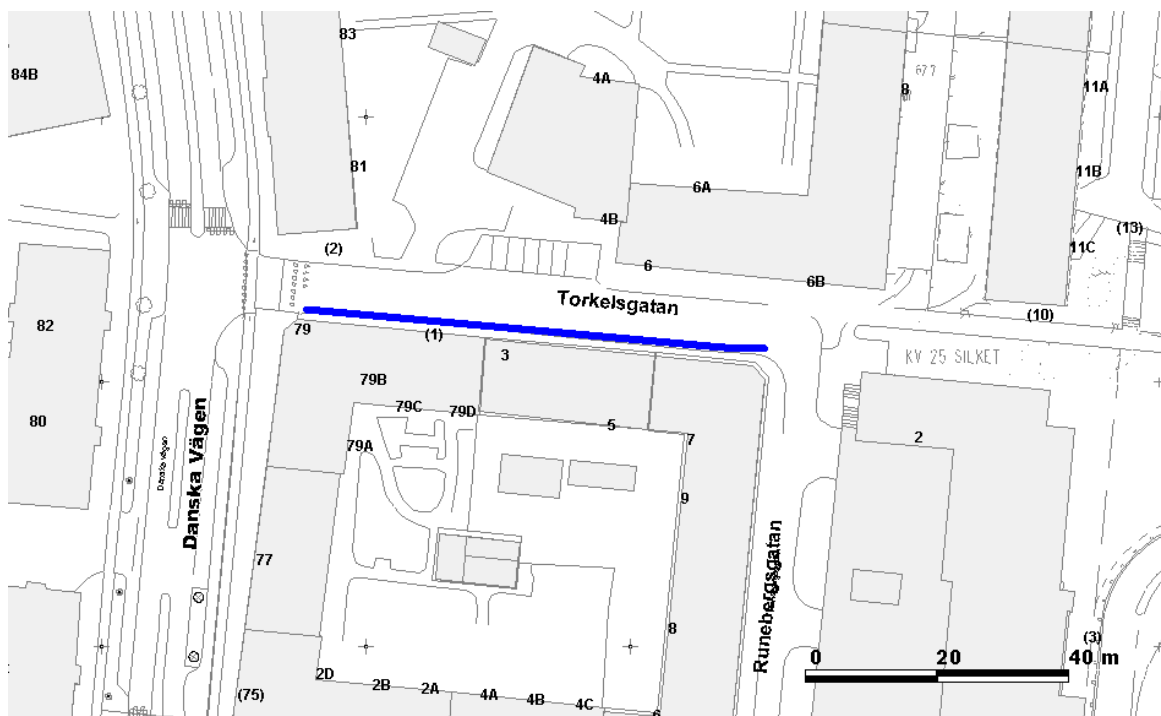 83
84B
4A
8
677
11A
81
11B
6A
4B
(13)
(2)
11C
6
6B
Torkelsgatan
(10)
82
79
(1)
3
KV 25 SILKET
79B
79C
79D
80
5
7
2
79A
Danska vägen
Danska Vägen
9
77
Runebergsgatan
8
(3)
0 20 40 m
2D
2B
2A
4A
4B
4C
(75)
6